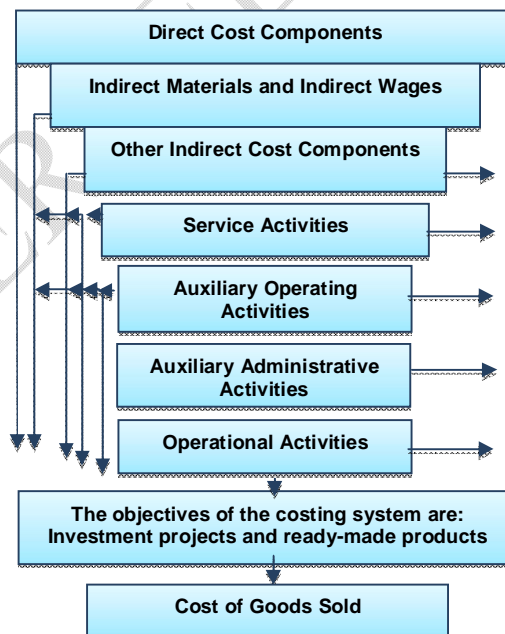 Direct Cost Components
Indirect Materials and Indirect Wages
Other Indirect Cost Components
Service Activities
Auxiliary Operating
Activities
Auxiliary Administrative
Activities
Operational Activities
The objectives of the costing system are:
Investment projects and ready-made products
Cost of Goods Sold